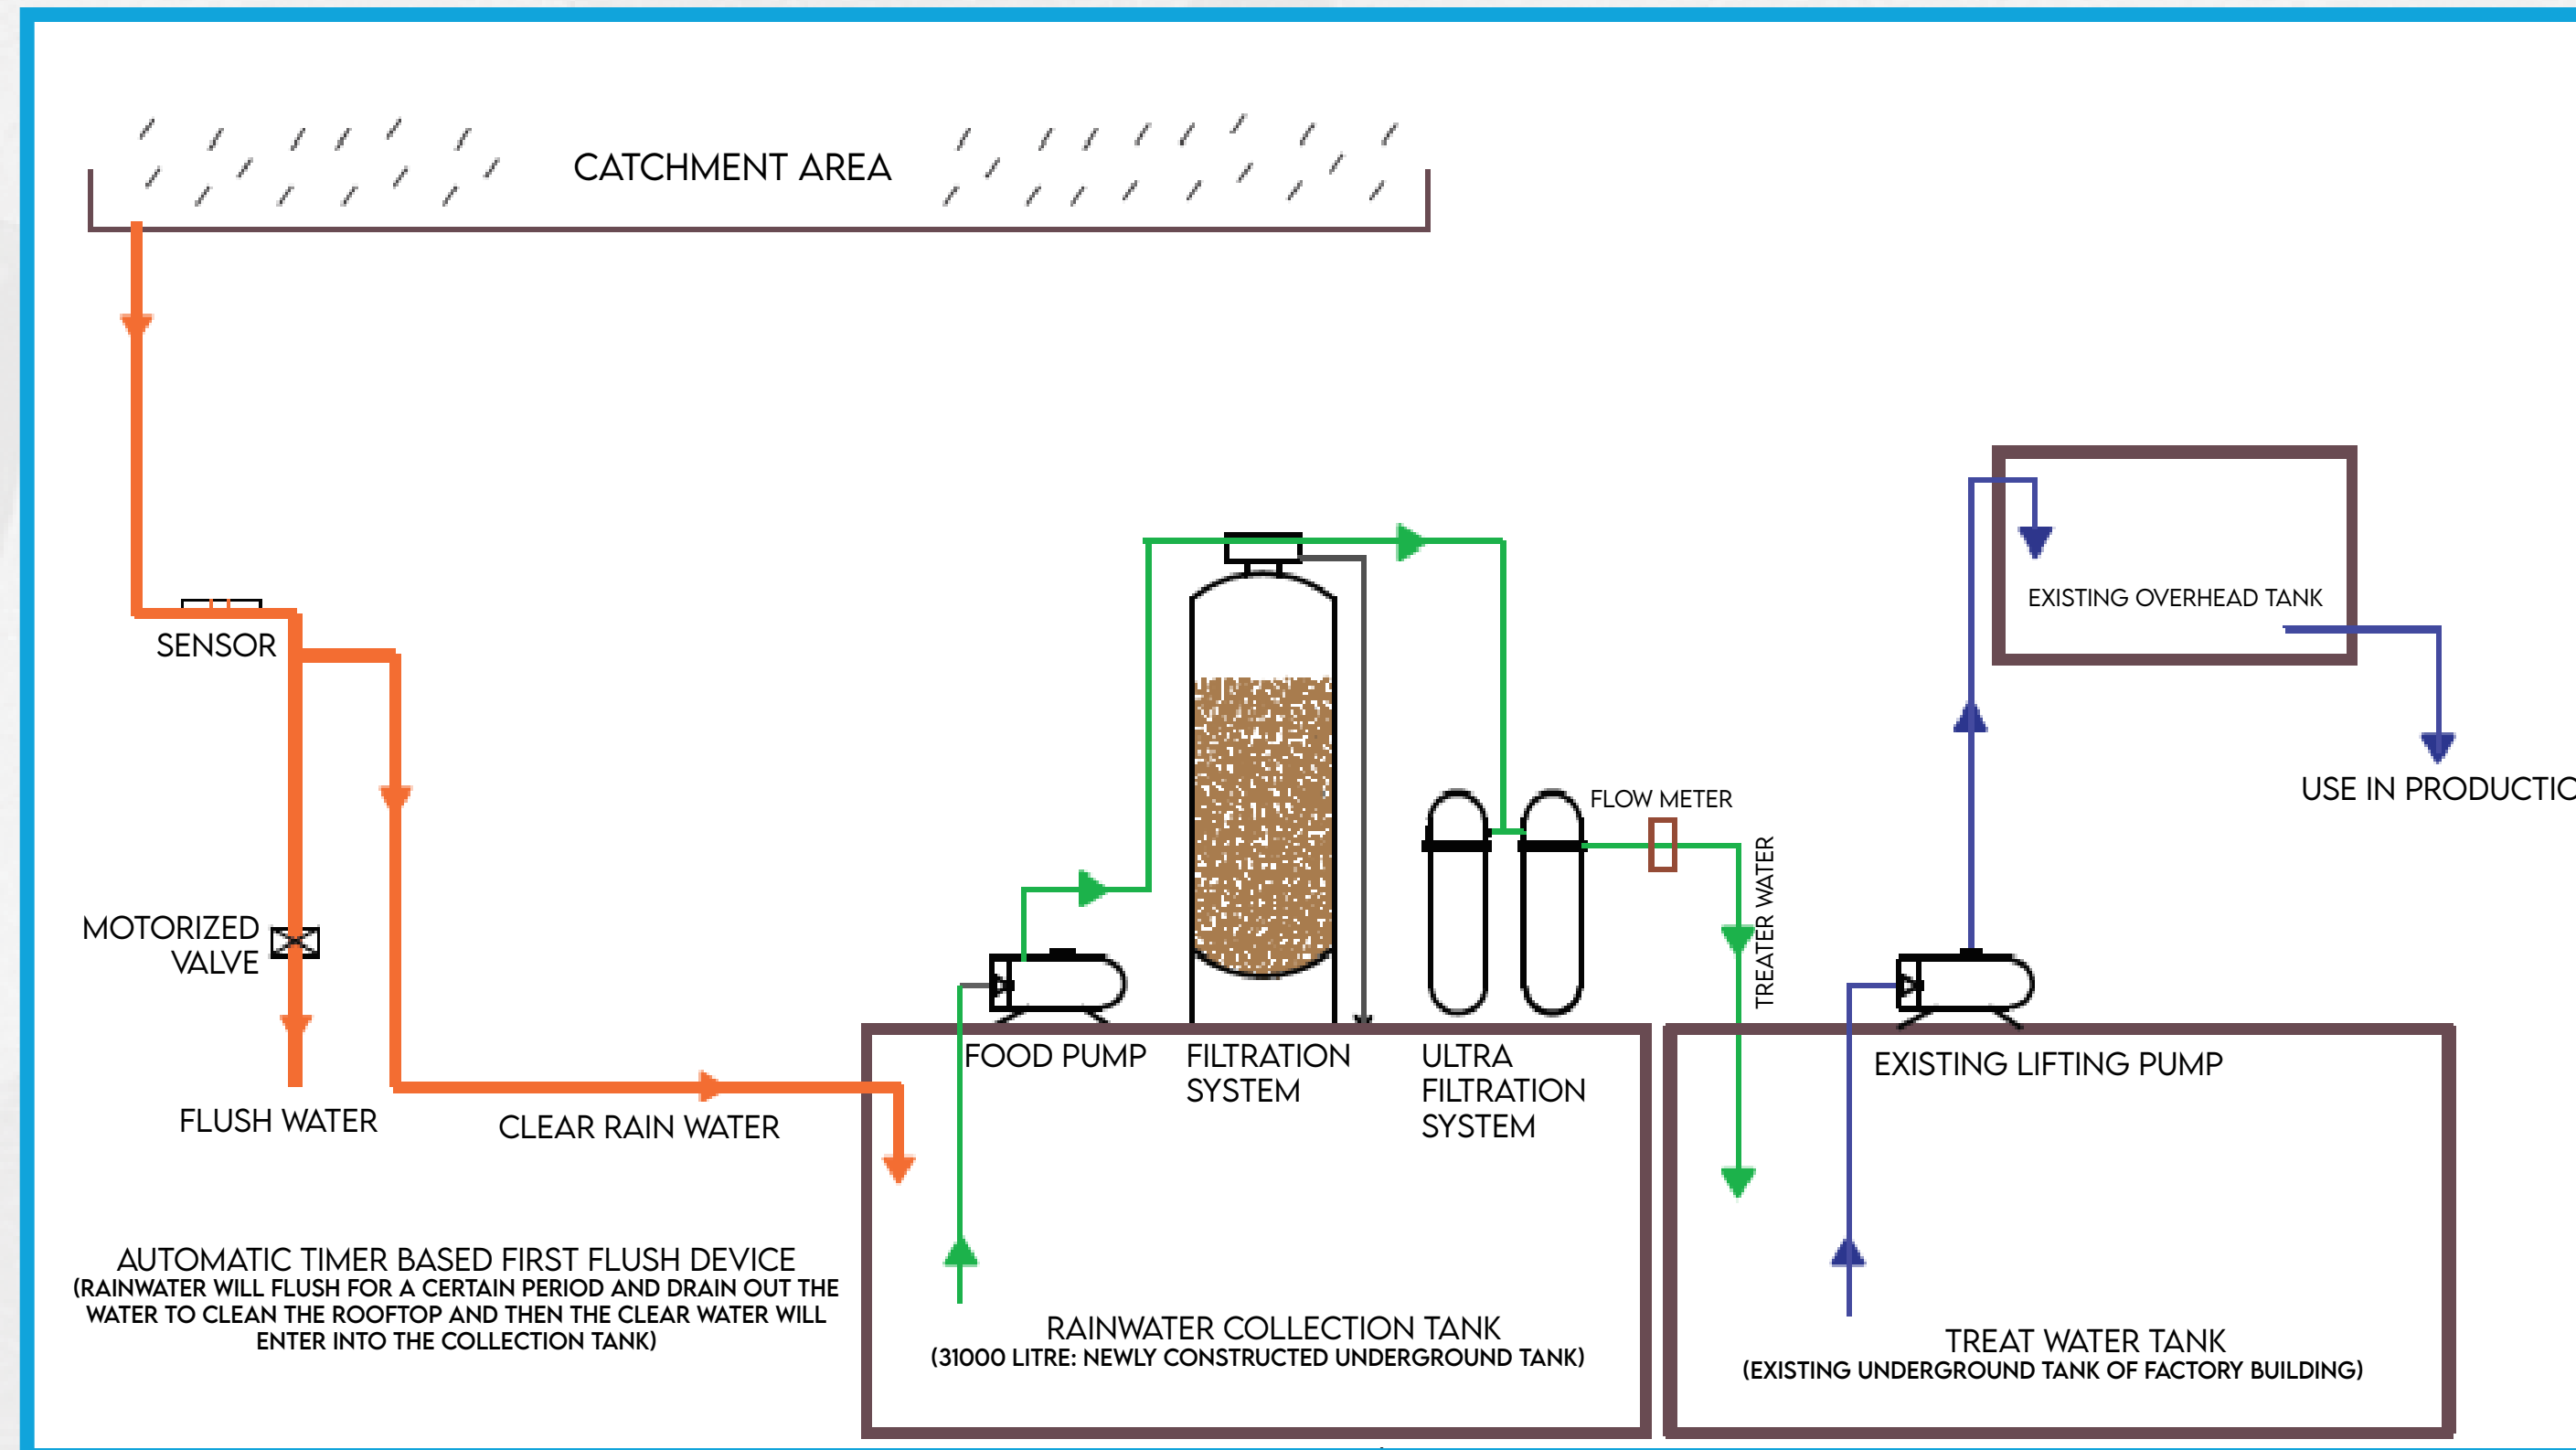 CATCHMENT AREA
EXISTING OVERHEAD TANK
SENSOR
USE IN PRODUCTIO
FLOW METER
TREATER WATER
MOTORIZED
VALVE
FOOD PUMP
FILTRATION
SYSTEM
ULTRA
FILTRATION
SYSTEM
EXISTING LIFTING PUMP
FLUSH WATER
CLEAR RAIN WATER
AUTOMATIC TIMER BASED FIRST FLUSH DEVICE
(RAINWATER WILL FLUSH FOR A CERTAIN PERIOD AND DRAIN OUT THE
WATER TO CLEAN THE ROOFTOP AND THEN THE CLEAR WATER WILL
ENTER INTO THE COLLECTION TANK)
RAINWATER COLLECTION TANK
(31000 LITRE: NEWLY CONSTRUCTED UNDERGROUND TANK)
TREAT WATER TANK
(EXISTING UNDERGROUND TANK OF FACTORY BUILDING)